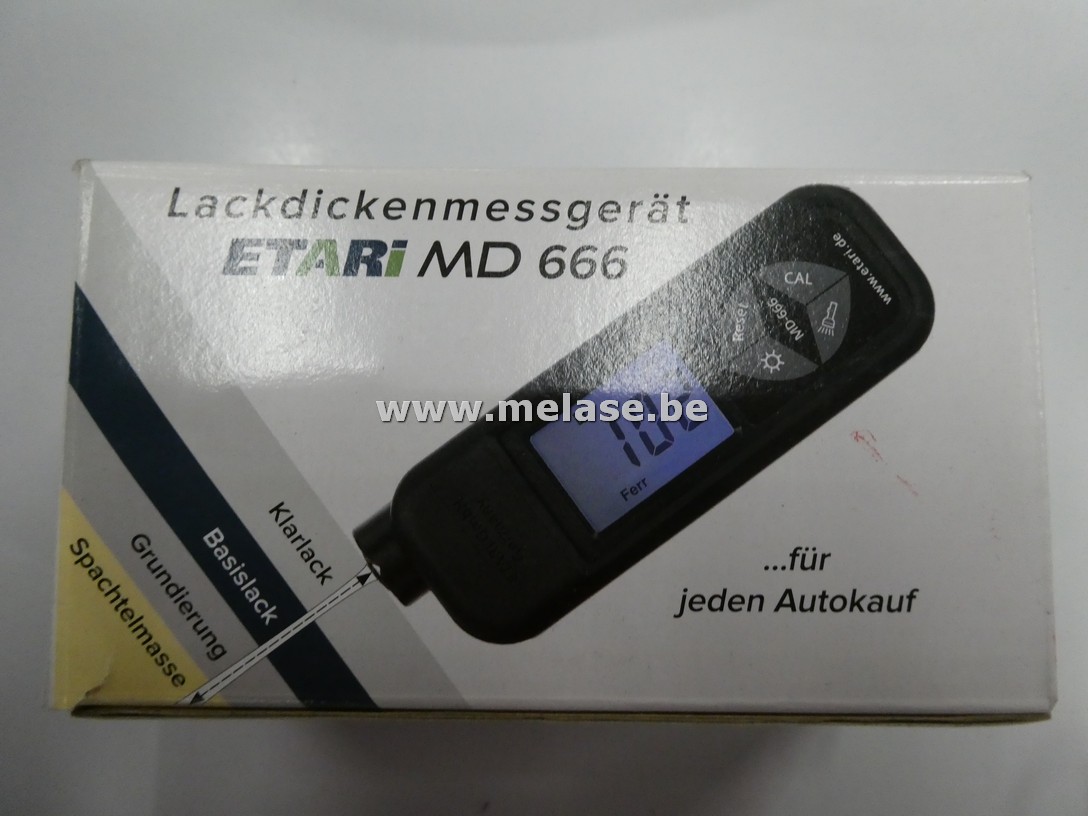 Lackdickenmessgerät
ETARi MD 666
www.etari.de
CAL
Reset
MD-666
www.melase.be
Ferr
Klarlack
Basislack
Grundierung
Spachtelmasse
...für
jeden Autokauf